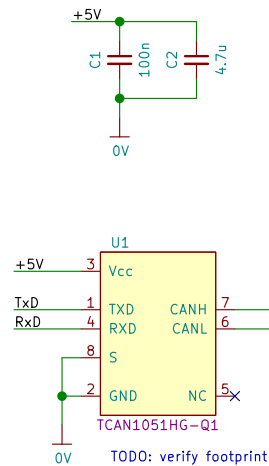 +5V
C1
100n
C2
4.7u
0V
U1
+5V
3
Vcc
TxD
1
TXD
CANH
7
RxD
4
RXD
CANL
6
8
S
2
GND
NC
5
TCAN1051HG-Q1
0V
TODO: verify footprint